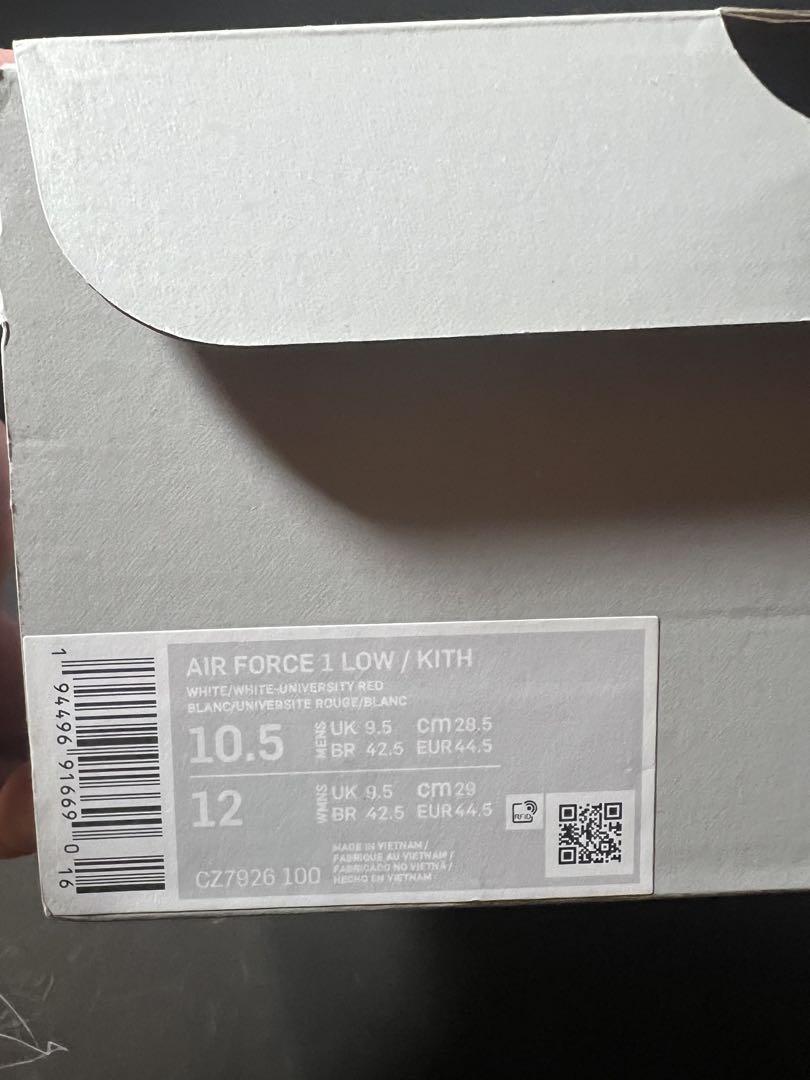 AIR FORCE 1 LOW / KITH
WHITE/WHITE-UNIVERSITY RED
BLANC/UNIVERSITE ROUGE/BLANC
10.5 MENS UK 9.5 cm 28.5
BR 42.5 EUR 44.5
12 WMNS UK 9.5 cm 29
BR 42.5 EUR 44.5
RFID
CZ7926 100
MADE IN VIETNAM /
FABRIQUE AU VIETNAM /
FABRICADO NO VIETNÃ /
HECHO EN VIETNAM
1 94496 91669 0 16